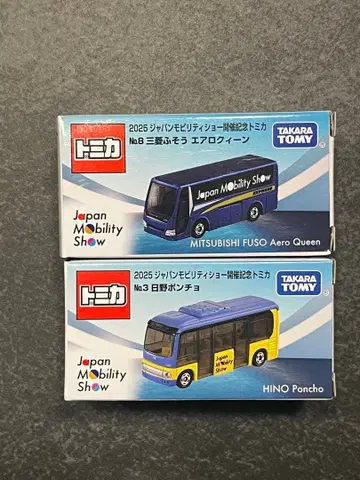 トミカ
2025 ジャパンモビリティショー開催記念トミカ
No.8 三菱ふそう エアロクィーン
TAKARA
TOMY
Japan
Mobility
Show
Japan Mobility Show
MITSUBISHI FUSO Aero Queen
トミカ
2025 ジャパンモビリティショー開催記念トミカ
No.3 日野ポンチョ
TAKARA
TOMY
Japan
Mobility
Show
Japan
Mobility
Show
HINO Poncho